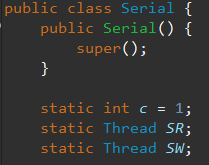 public class Serial {
public Serial() {
super();
}
static int c = 1;
static Thread SR;
static Thread SW;